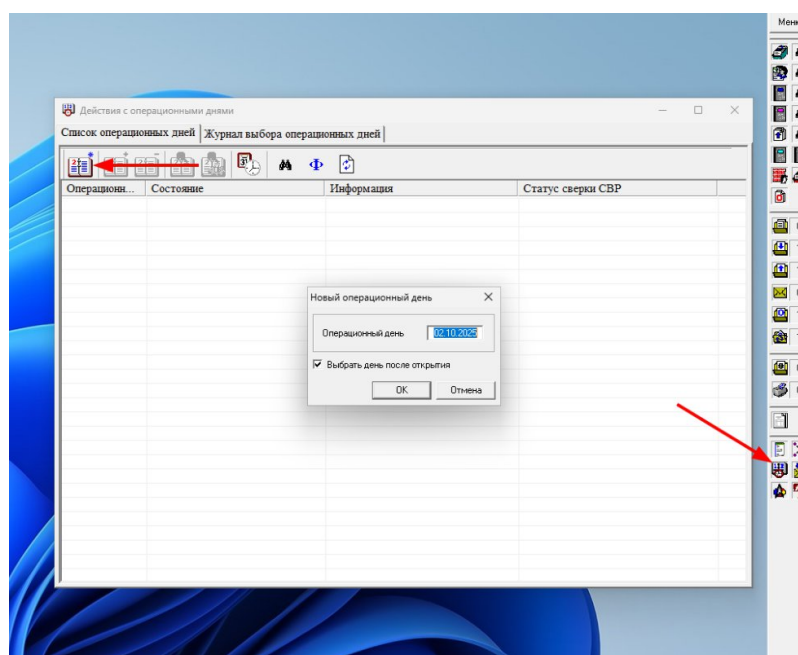 Действия с операционными днями
Список операционных дней Журнал выбора операционных дней
Операционн... Состояние Информация Статус сверки СВР
Новый операционный день
Операционный день 02.10.2025
Выбрать день после открытия
OK Отмена